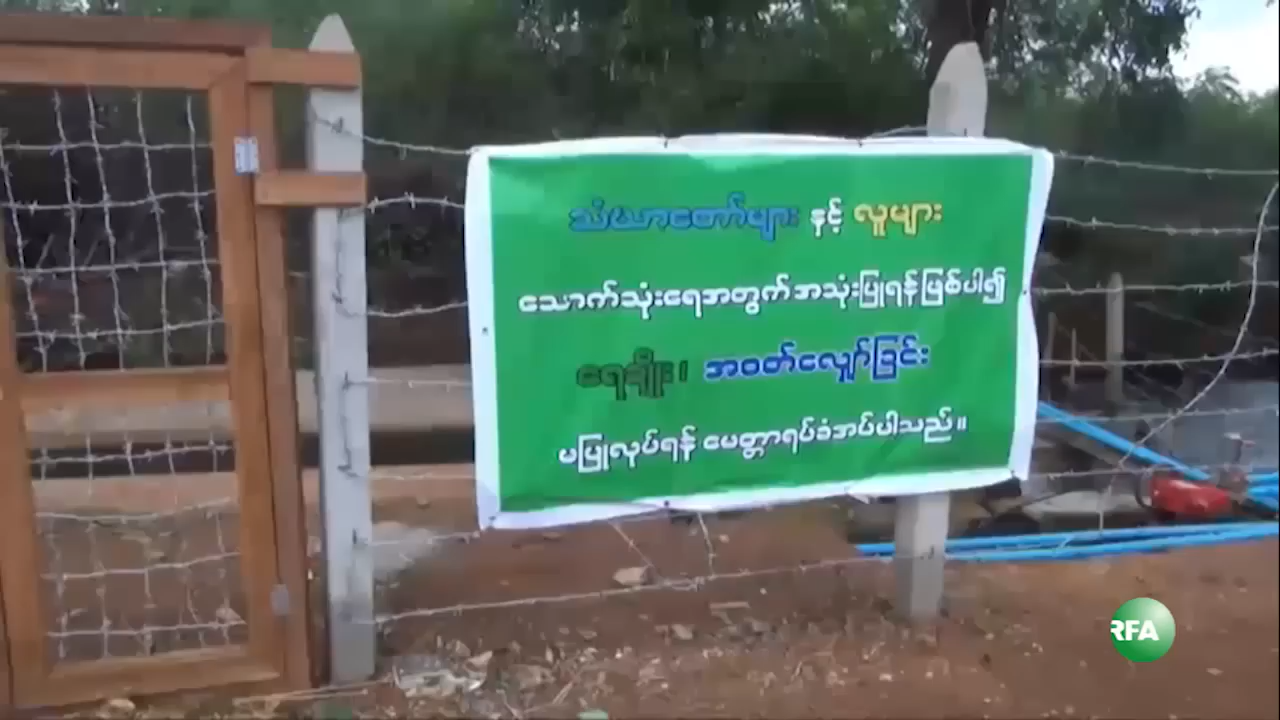 သံဃာတော်များ နှင့် လူများ
သောက်သုံးရေအတွက်အသုံးပြုရန်ဖြစ်ပါ၍
ရေချိုး၊ အဝတ်လျှော်ခြင်း
မပြုလုပ်ရန် မေတ္တာရပ်ခံအပ်ပါသည်။
RFA